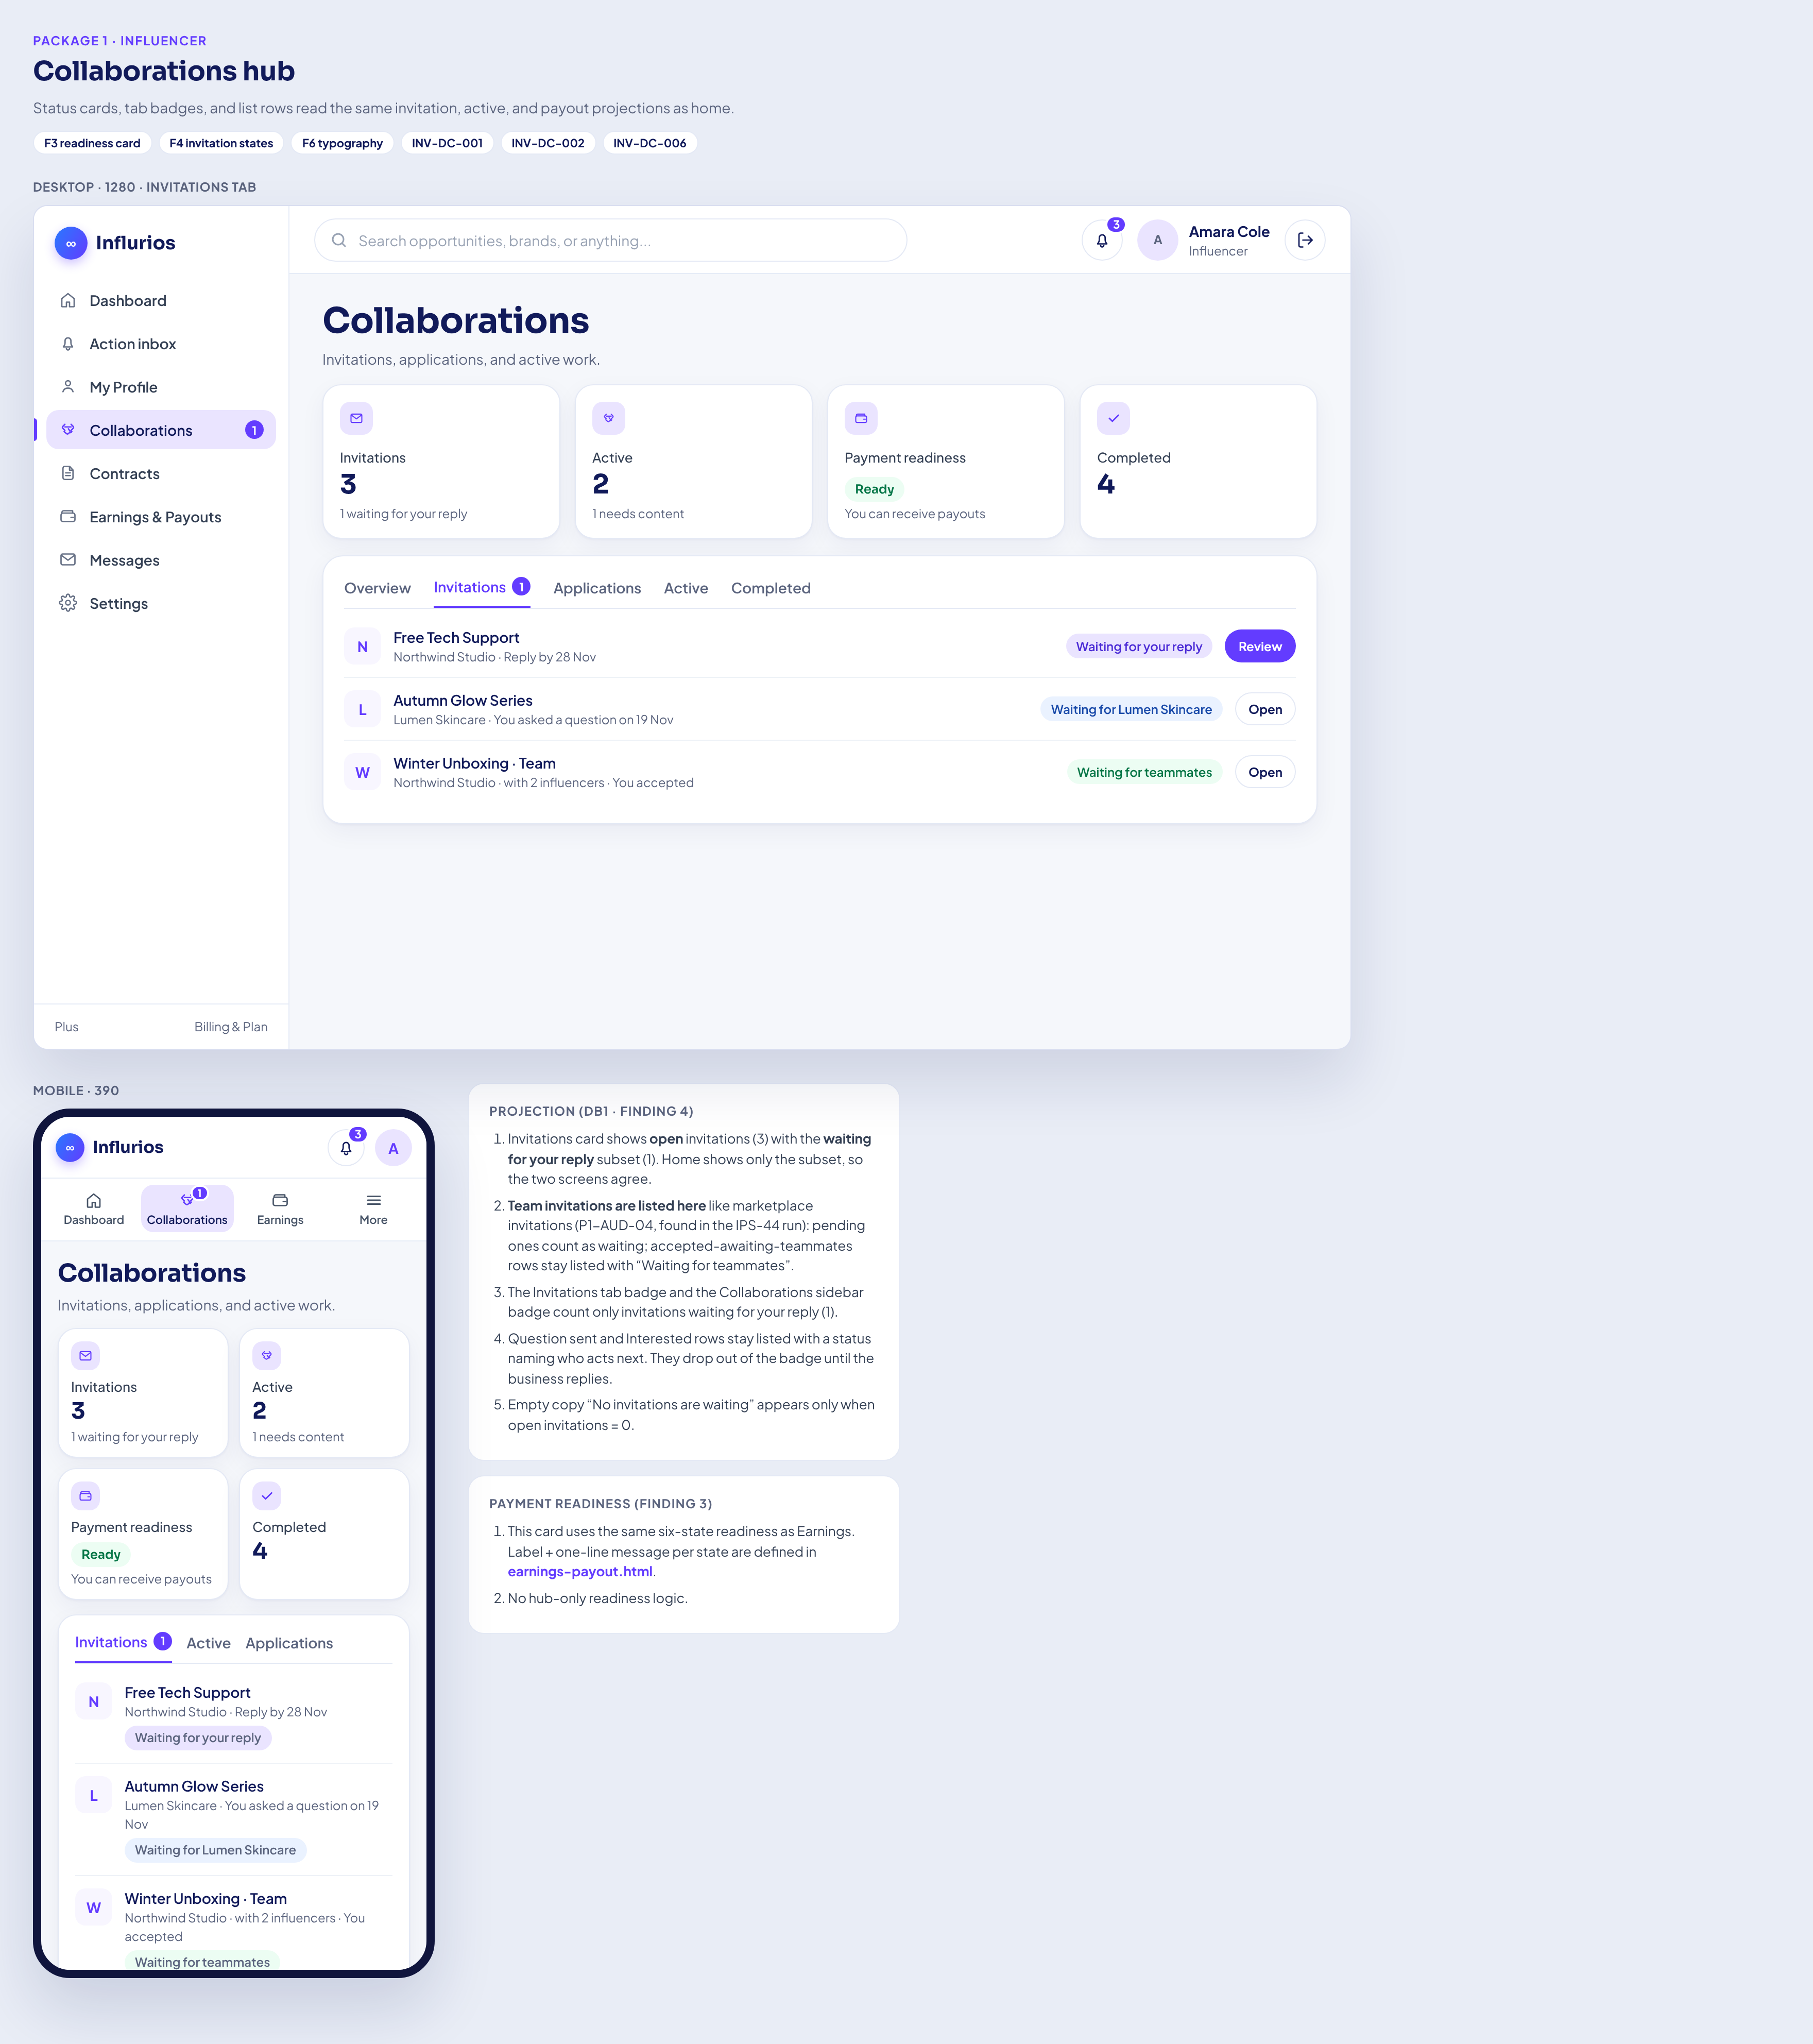 PACKAGE 1 · INFLUENCER
Collaborations hub
Status cards, tab badges, and list rows read the same invitation, active, and payout projections as home.
F3 readiness card
F4 invitation states
F6 typography
INV-DC-001
INV-DC-002
INV-DC-006
DESKTOP · 1280 · INVITATIONS TAB
∞ Influrios
Dashboard
Action inbox
My Profile
Collaborations 1
Contracts
Earnings & Payouts
Messages
Settings
Plus
Billing & Plan
Search opportunities, brands, or anything...
3
A
Amara Cole
Influencer
Collaborations
Invitations, applications, and active work.
Invitations
3
1 waiting for your reply
Active
2
1 needs content
Payment readiness
Ready
You can receive payouts
Completed
4
Overview
Invitations 1
Applications
Active
Completed
N
Free Tech Support
Northwind Studio · Reply by 28 Nov
Waiting for your reply
Review
L
Autumn Glow Series
Lumen Skincare · You asked a question on 19 Nov
Waiting for Lumen Skincare
Open
W
Winter Unboxing · Team
Northwind Studio · with 2 influencers · You accepted
Waiting for teammates
Open
MOBILE · 390
∞ Influrios
3
A
Dashboard
Collaborations
1
Earnings
More
Collaborations
Invitations, applications, and active work.
Invitations
3
1 waiting for your reply
Active
2
1 needs content
Payment readiness
Ready
You can receive payouts
Completed
4
Invitations 1
Active
Applications
N
Free Tech Support
Northwind Studio · Reply by 28 Nov
Waiting for your reply
L
Autumn Glow Series
Lumen Skincare · You asked a question on 19
Nov
Waiting for Lumen Skincare
W
Winter Unboxing · Team
Northwind Studio · with 2 influencers · You
accepted
Waiting for teammates
PROJECTION (DB1 · FINDING 4)
1. Invitations card shows open invitations (3) with the waiting
for your reply subset (1). Home shows only the subset, so
the two screens agree.
2. Team invitations are listed here like marketplace
invitations (P1-AUD-04, found in the IPS-44 run): pending
ones count as waiting; accepted-awaiting-teammates
rows stay listed with “Waiting for teammates”.
3. The Invitations tab badge and the Collaborations sidebar
badge count only invitations waiting for your reply (1).
4. Question sent and Interested rows stay listed with a status
naming who acts next. They drop out of the badge until the
business replies.
5. Empty copy “No invitations are waiting” appears only when
open invitations = 0.
PAYMENT READINESS (FINDING 3)
1. This card uses the same six-state readiness as Earnings.
Label + one-line message per state are defined in
earnings-payout.html.
2. No hub-only readiness logic.